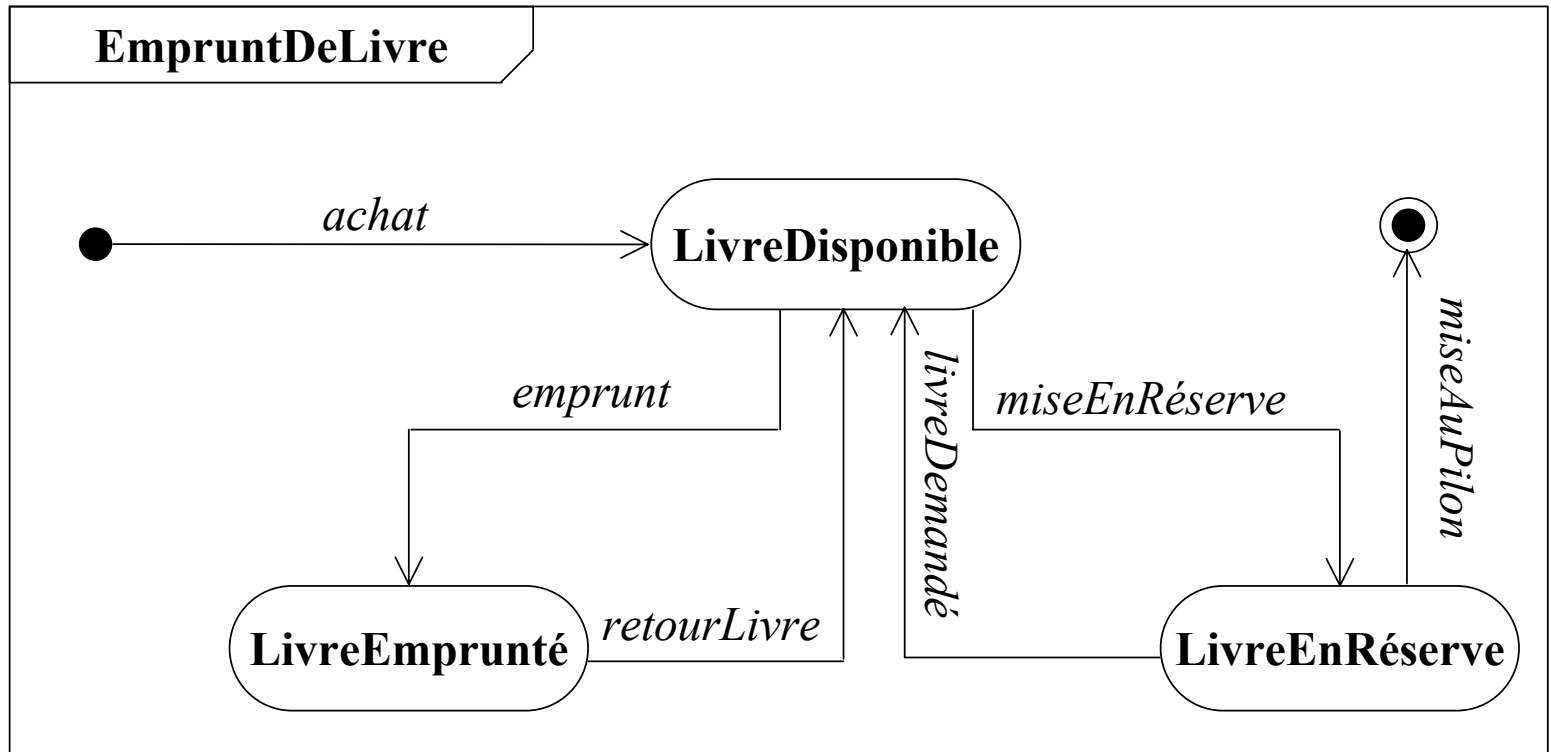 EmpruntDeLivre
achat
LivreDisponible
emprunt
livreDemandé
miseEnRéserve
miseAuPilon
LivreEmprunté
retourLivre
LivreEnRéserve